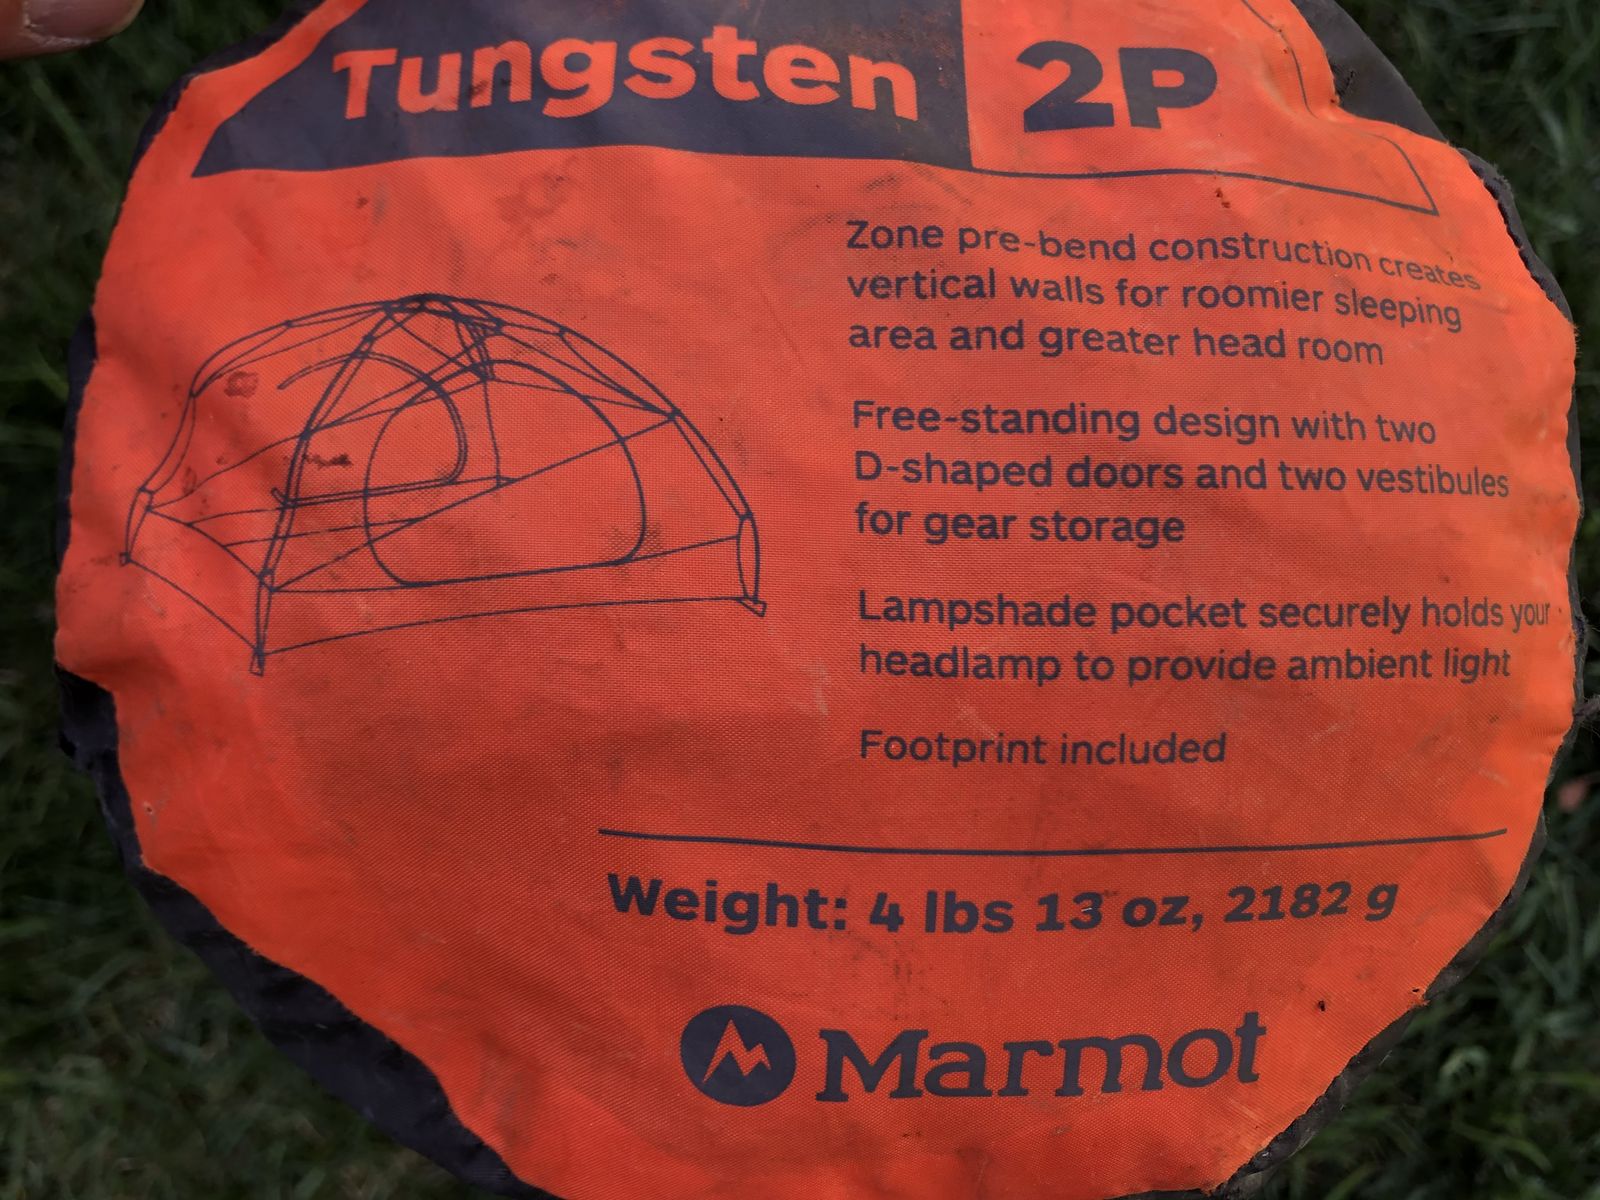 Tungsten 2P
Zone pre-bend construction creates
vertical walls for roomier sleeping
area and greater head room
Free-standing design with two
D-shaped doors and two vestibules
for gear storage
Lampshade pocket securely holds your
headlamp to provide ambient light
Footprint included
Weight: 4 lbs 13 oz, 2182 g
Marmot